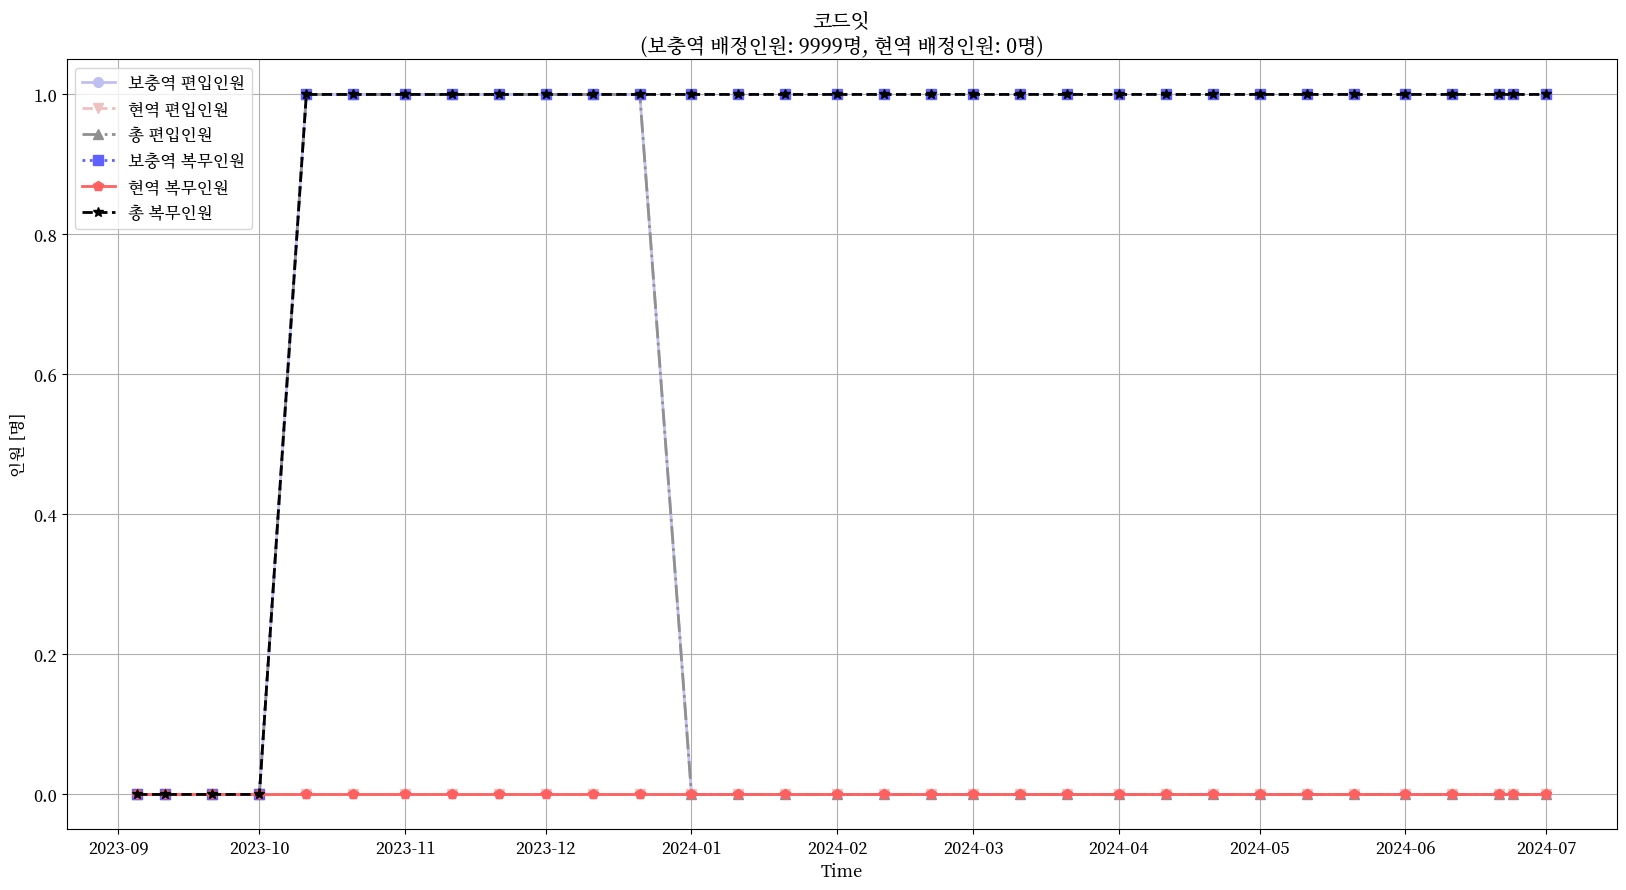 코드잇
(보충역 배정인원: 9999명, 현역 배정인원: 0명)
보충역 편입인원
현역 편입인원
총 편입인원
보충역 복무인원
현역 복무인원
총 복무인원
1.0
0.8
0.6
0.4
0.2
0.0
인원 [명]
2023-09
2023-10
2023-11
2023-12
2024-01
2024-02
2024-03
2024-04
2024-05
2024-06
2024-07
Time